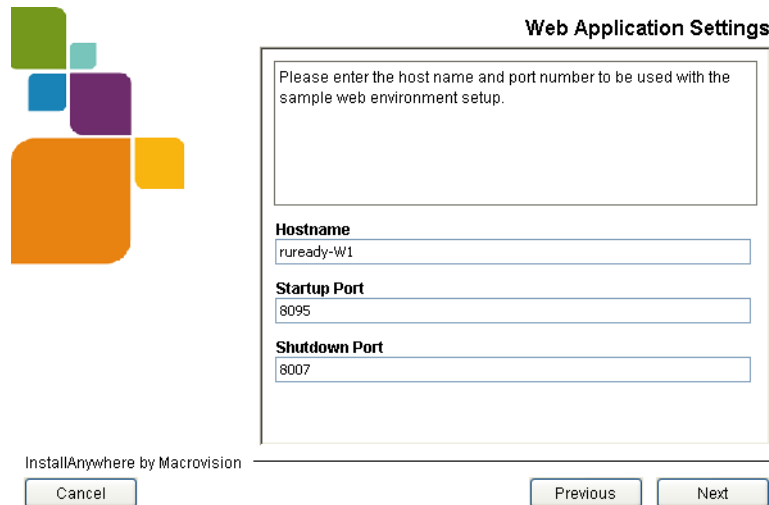 Web Application Settings
Please enter the host name and port number to be used with the
sample web environment setup.
Hostname
ruready-W1
Startup Port
8095
Shutdown Port
8007
InstallAnywhere by Macrovision
Cancel
Previous
Next